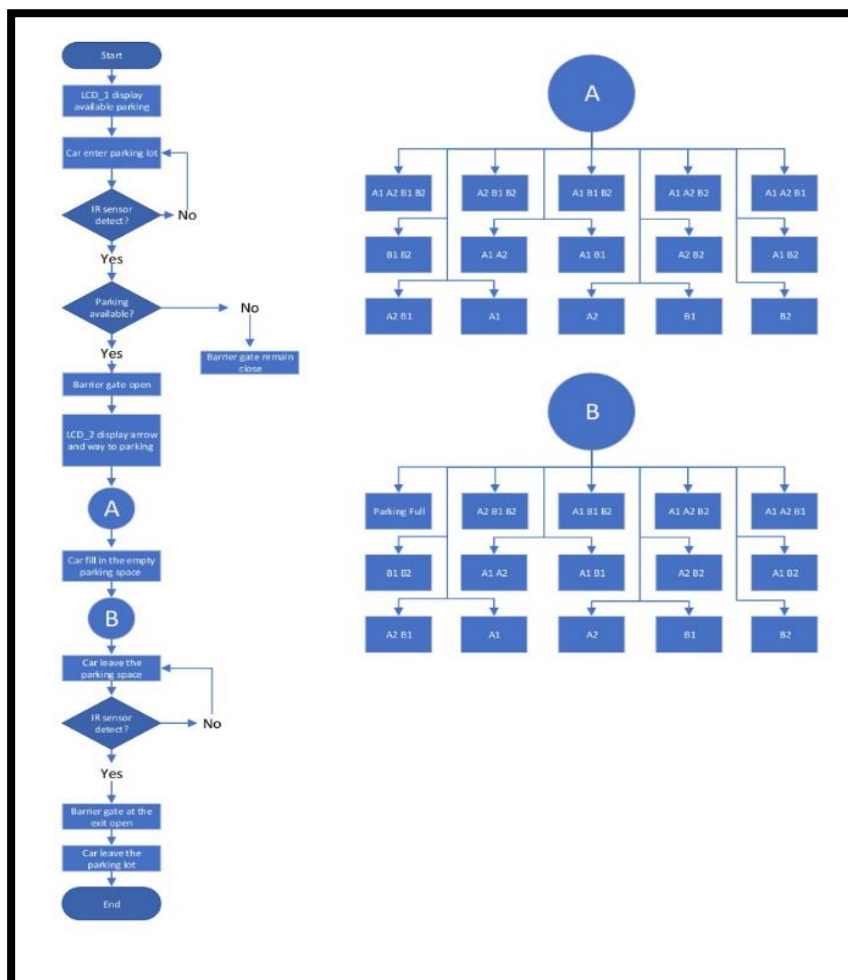 Start
LCD_1 display
available parking
Car enter parking lot
IR sensor
detect?
No
Yes
Parking
available?
No
Yes
Barrier gate remain
close
Barrier gate open
LCD_2 display arrow
and way to parking
A
Car fill in the empty
parking space
B
Car leave the
parking space
IR sensor
detect?
No
Yes
Barrier gate at the
exit open
Car leave the
parking lot
End
A
A1 A2 B1 B2
A2 B1 B2
A1 B1 B2
A1 A2 B2
A1 A2 B1
B1 B2
A1 A2
A1 B1
A2 B2
A1 B2
A2 B1
A1
A2
B1
B2
B
Parking Full
A2 B1 B2
A1 B1 B2
A1 A2 B2
A1 A2 B1
B1 B2
A1 A2
A1 B1
A2 B2
A1 B2
A2 B1
A1
A2
B1
B2